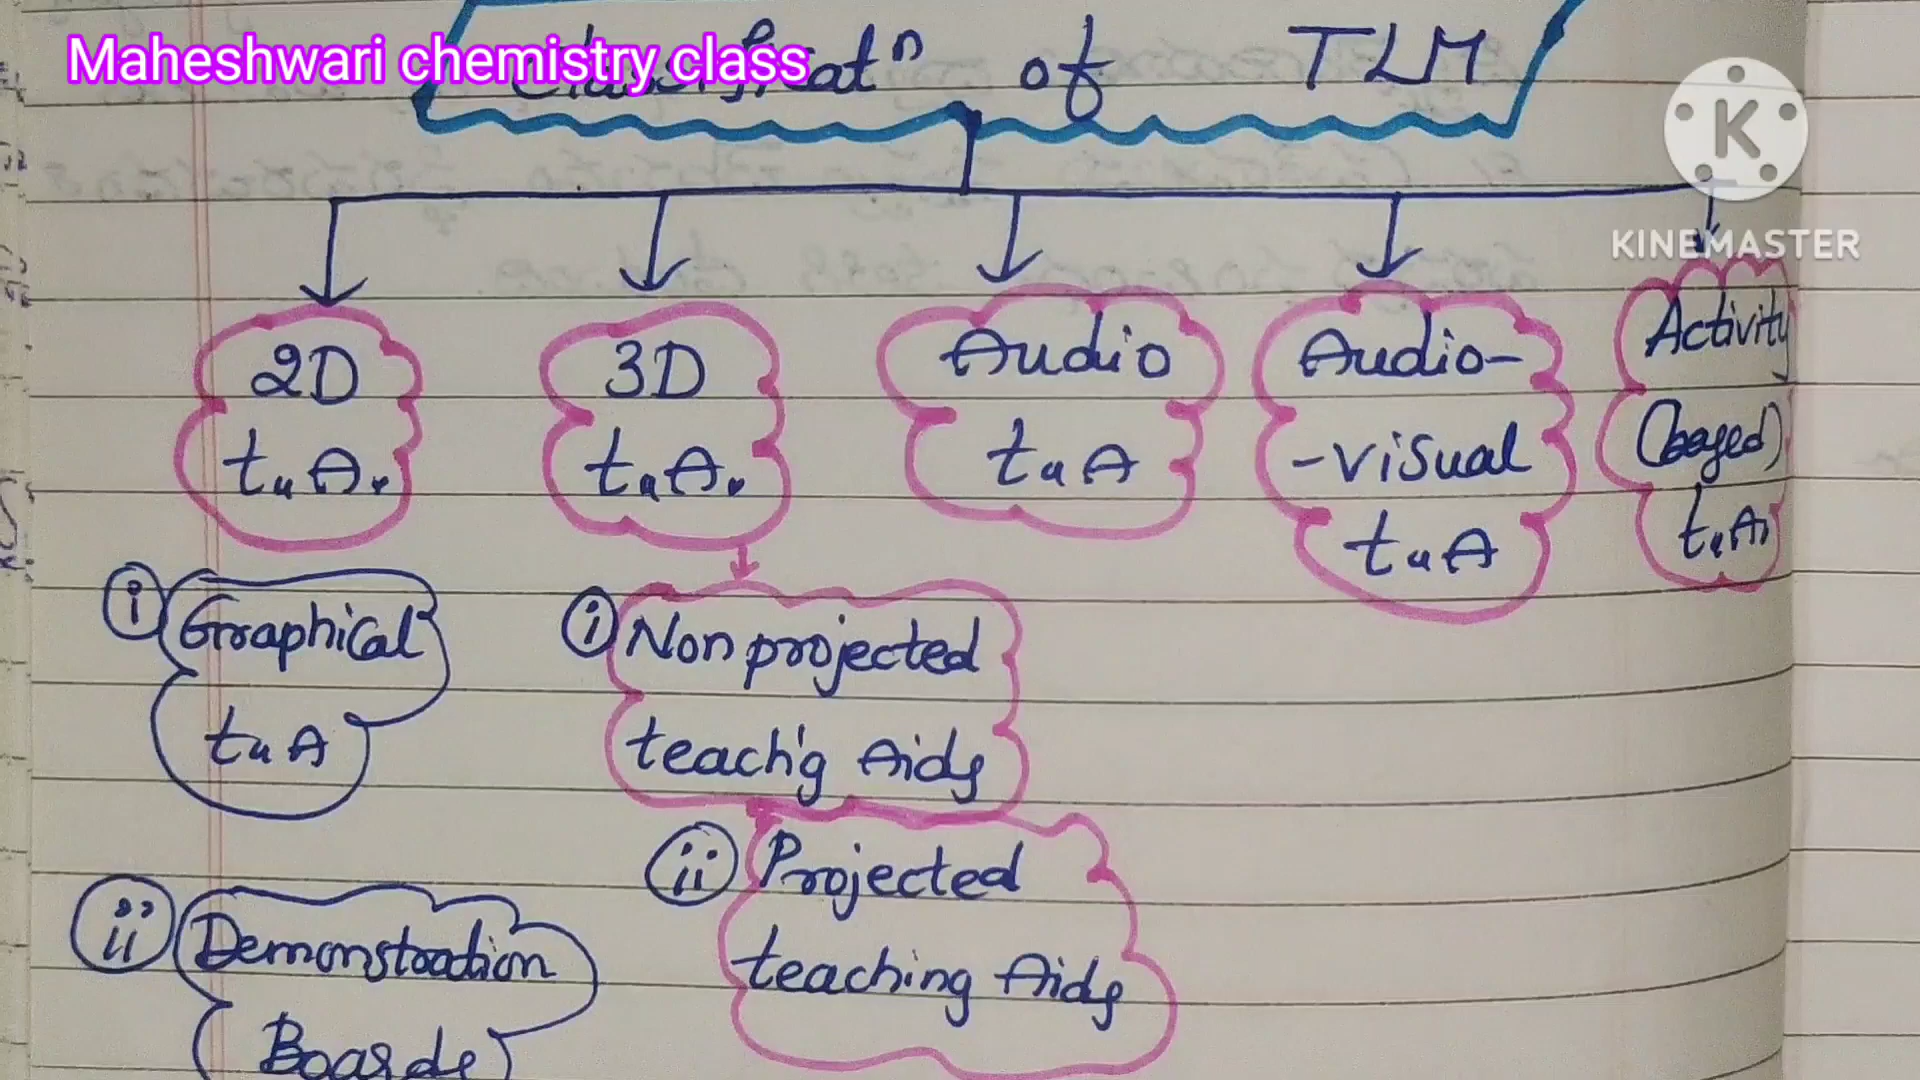 Maheshwari chemistry class
Classificatⁿ of TLM
K
KINEMASTER
2D
t.A.
3D
t.A.
Audio
t.A
Audio-
-visual
t.A
Activity
(based)
t.A
i Graphical
t.A
ii Demonstration
Boards
i Non projected
teach'g Aids
ii Projected
teaching Aids